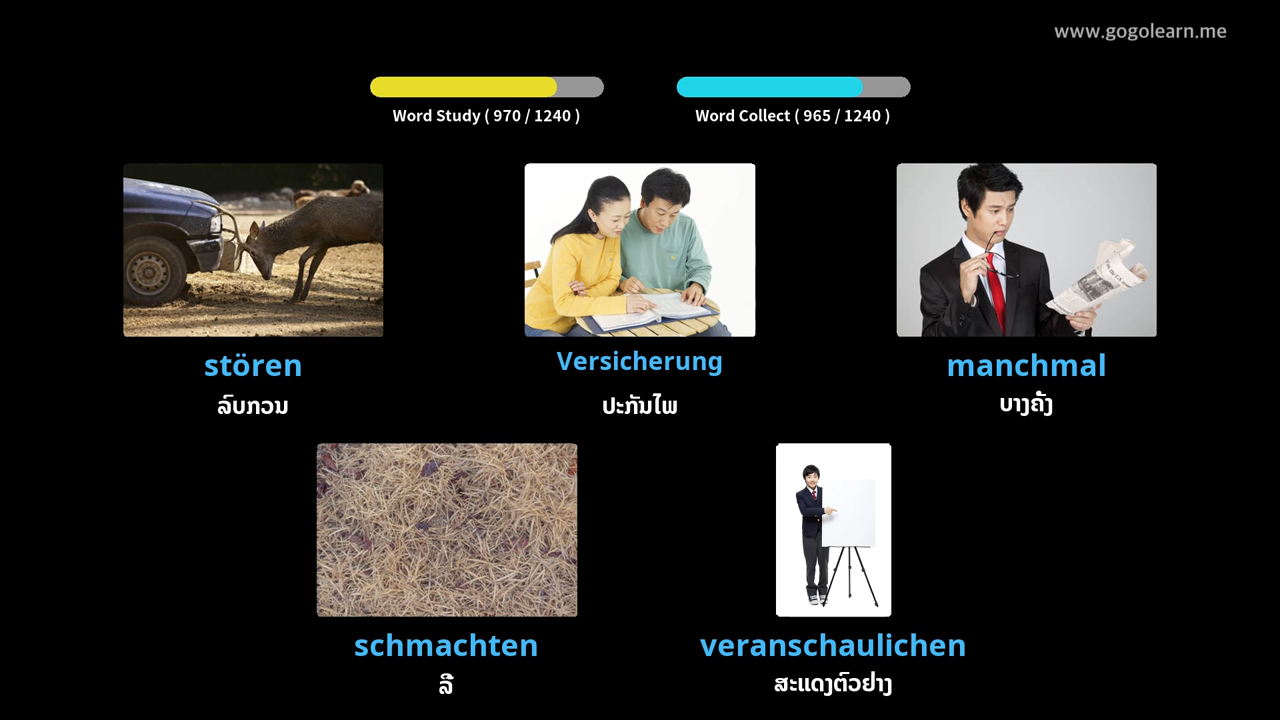 www.gogolearn.me
Word Study ( 970 / 1240 )
Word Collect ( 965 / 1240 )
stören
ລົບກວນ
Versicherung
ປະກັນໄພ
manchmal
ບາງຄັ້ງ
schmachten
ລີ້
veranschaulichen
ສະແດງຕົວຢ່າງ